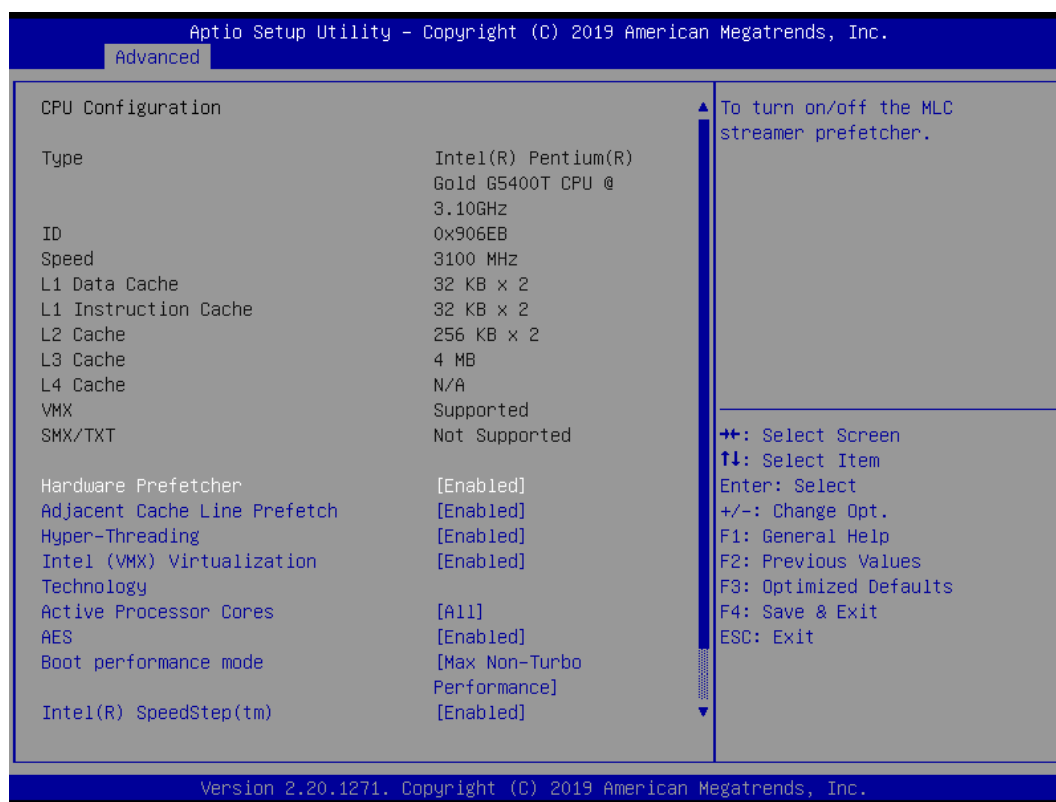 Aptio Setup Utility – Copyright (C) 2019 American Megatrends, Inc.
Advanced
CPU Configuration
Type Intel(R) Pentium(R)
Gold G5400T CPU @
3.10GHz
ID 0x906EB
Speed 3100 MHz
L1 Data Cache 32 KB x 2
L1 Instruction Cache 32 KB x 2
L2 Cache 256 KB x 2
L3 Cache 4 MB
L4 Cache N/A
VMX Supported
SMX/TXT Not Supported
Hardware Prefetcher [Enabled]
Adjacent Cache Line Prefetch [Enabled]
Hyper-Threading [Enabled]
Intel (VMX) Virtualization [Enabled]
Technology
Active Processor Cores [All]
AES [Enabled]
Boot performance mode [Max Non-Turbo
Performance]
Intel(R) SpeedStep(tm) [Enabled]
To turn on/off the MLC
streamer prefetcher.
→←: Select Screen
↑↓: Select Item
Enter: Select
+/-: Change Opt.
F1: General Help
F2: Previous Values
F3: Optimized Defaults
F4: Save & Exit
ESC: Exit
Version 2.20.1271. Copyright (C) 2019 American Megatrends, Inc.